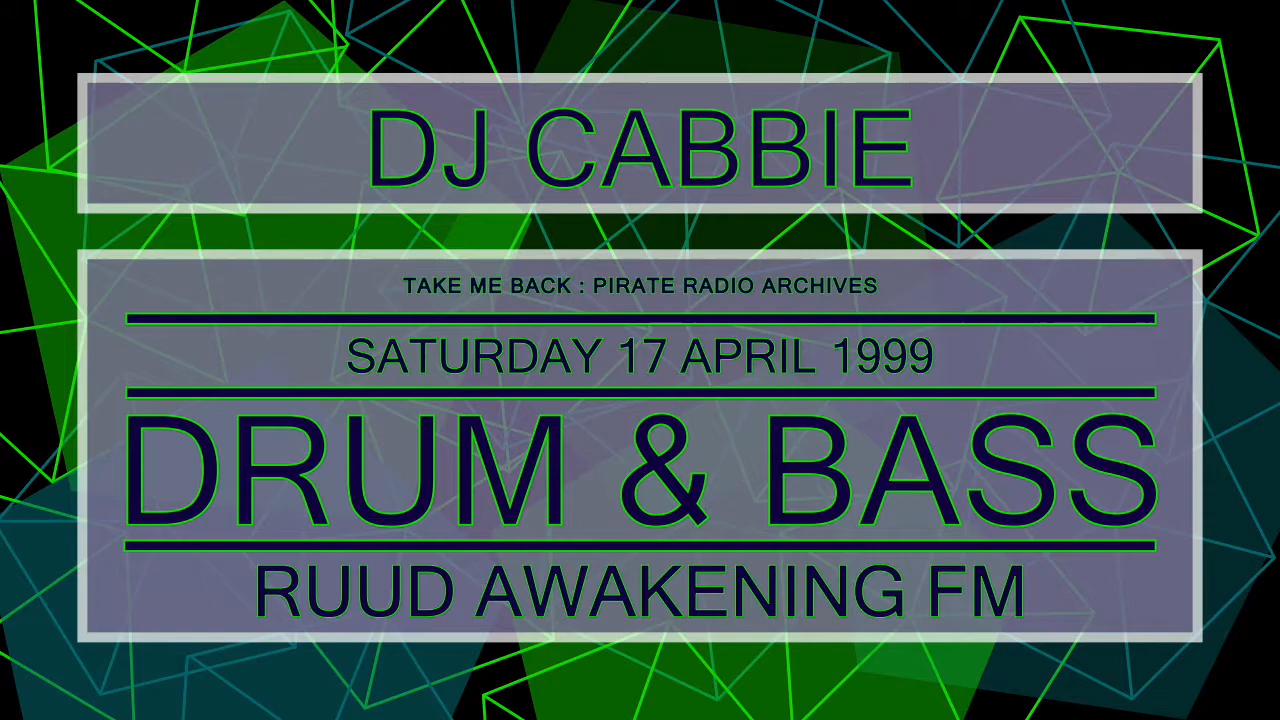 DJ CABBIE
TAKE ME BACK : PIRATE RADIO ARCHIVES
SATURDAY 17 APRIL 1999
DRUM & BASS
RUUD AWAKENING FM